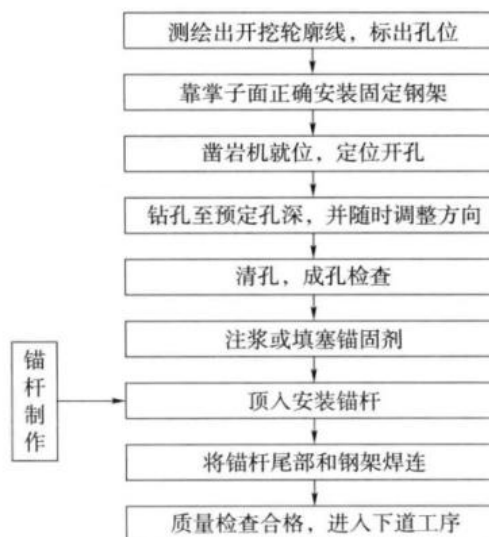 测绘出开挖轮廓线，标出孔位
靠掌子面正确安装固定钢架
凿岩机就位，定位开孔
钻孔至预定孔深，并随时调整方向
清孔，成孔检查
注浆或填塞锚固剂
锚杆制作
顶入安装锚杆
将锚杆尾部和钢架焊连
质量检查合格，进入下道工序